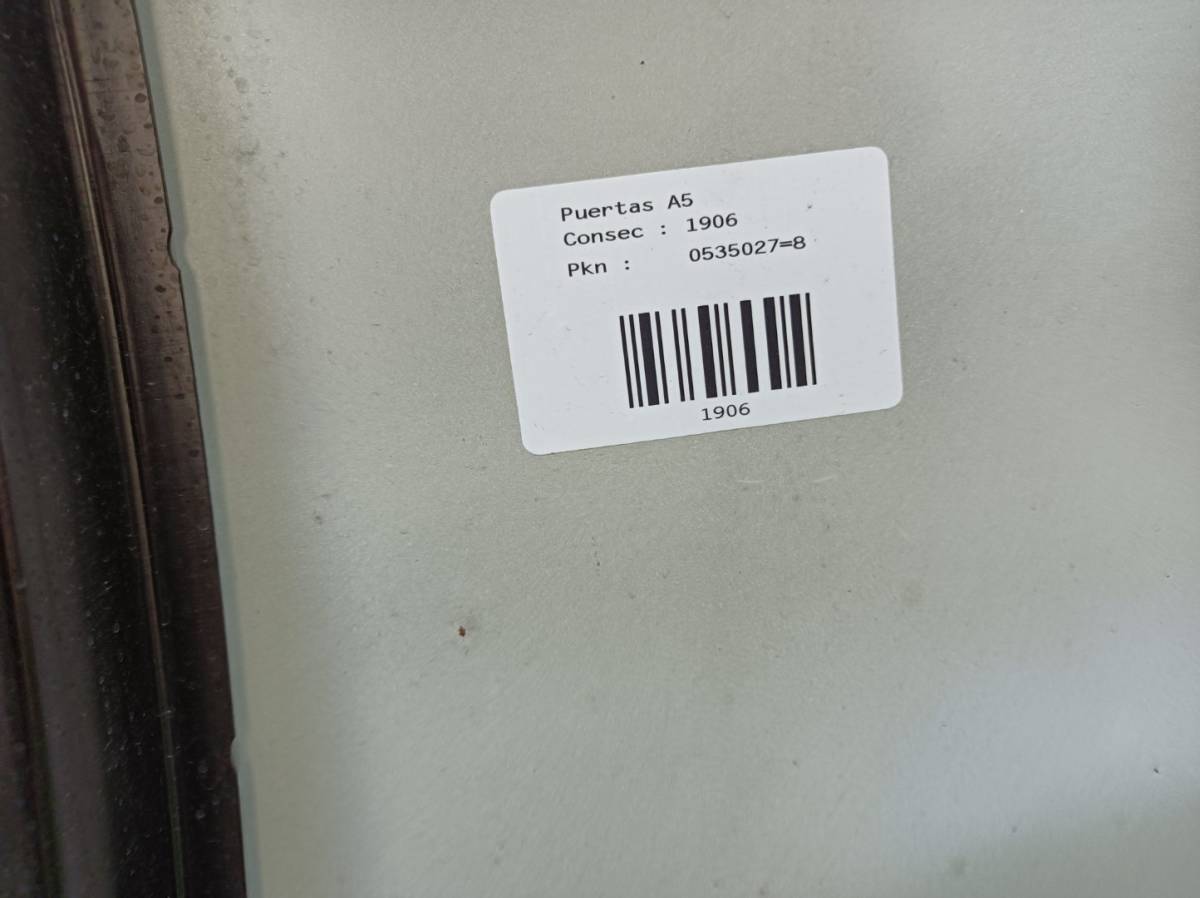 Puertas A5
Consec : 1906
Pkn : 0535027=8
1906